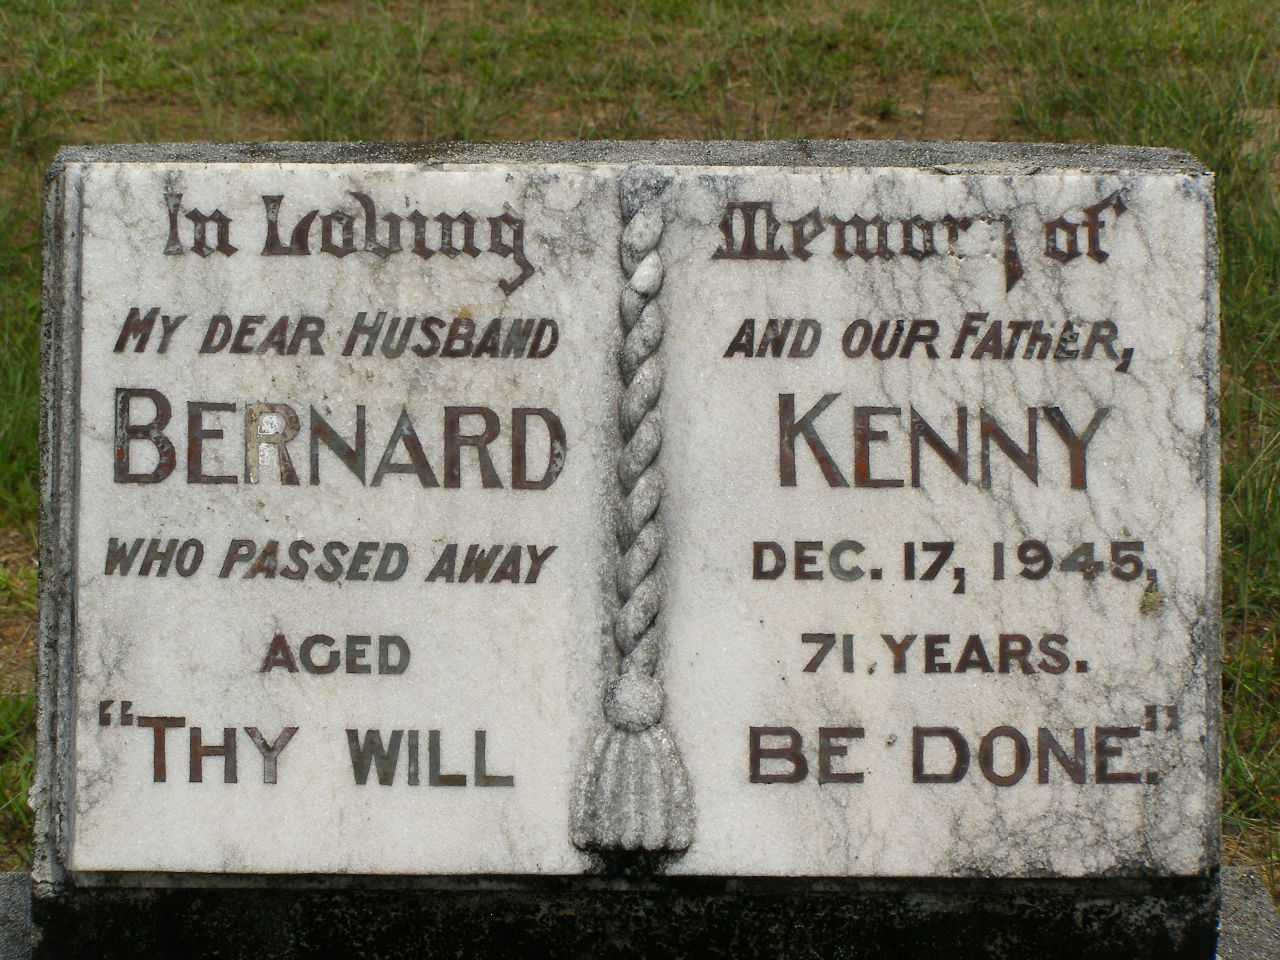 In Loving Memory of
MY DEAR HUSBAND AND OUR FATHER,
BERNARD KENNY
WHO PASSED AWAY DEC. 17, 1945,
AGED 71. YEARS.
"THY WILL BE DONE."